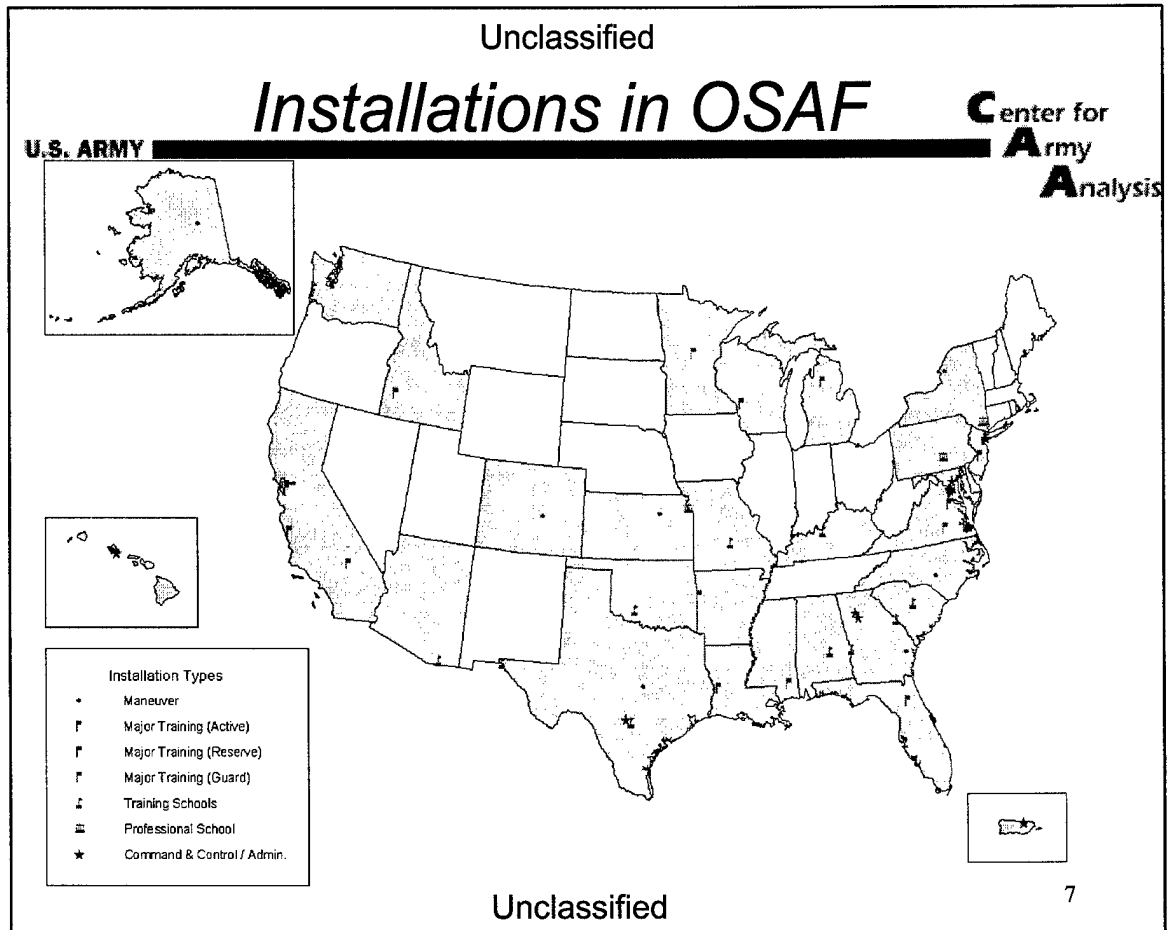 Unclassified
Installations in OSAF
Center for
Army
Analysis
U.S. ARMY
Installation Types
Maneuver
Major Training (Active)
Major Training (Reserve)
Major Training (Guard)
Training Schools
Professional School
Command & Control / Admin.
7
Unclassified